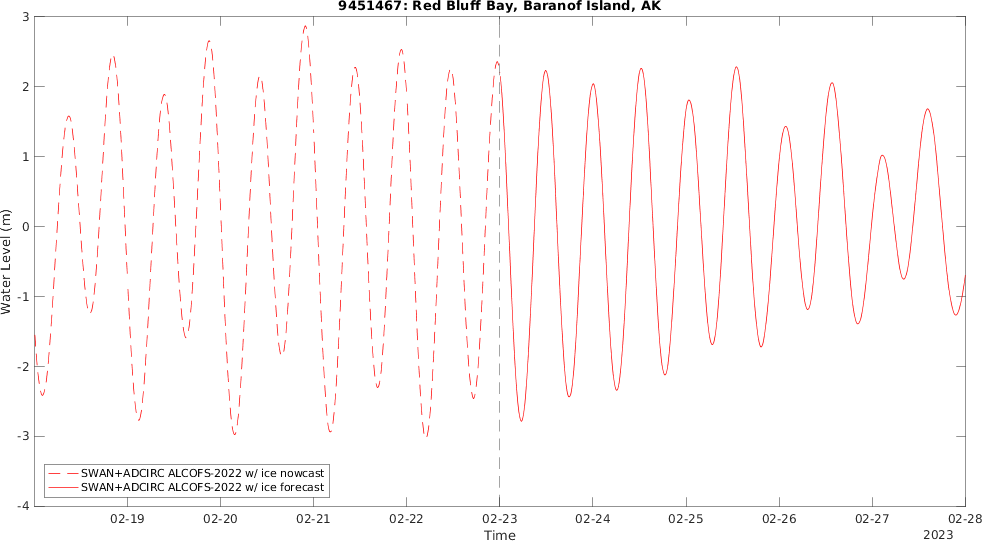 9451467: Red Bluff Bay, Baranof Island, AK
3
2
1
0
-1
-2
-3
-4
Water Level (m)
SWAN+ADCIRC ALCOFS-2022 w/ ice nowcast
SWAN+ADCIRC ALCOFS-2022 w/ ice forecast
02-19 02-20 02-21 02-22 02-23 02-24 02-25 02-26 02-27 02-28
Time
2023